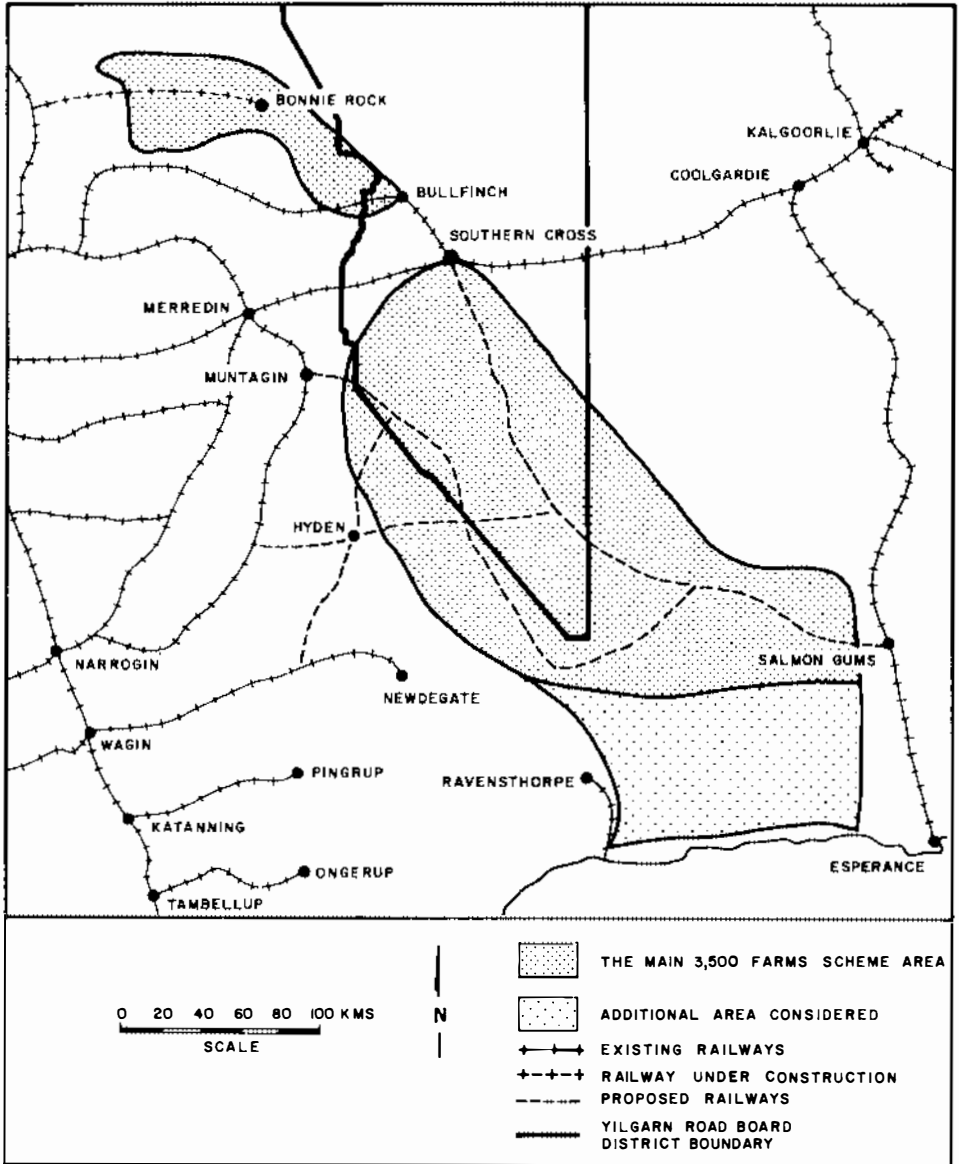 BONNIE ROCK
KALGOORLIE
COOLGARDIE
BULLFINCH
SOUTHERN CROSS
MERREDIN
MUNTAGIN
HYDEN
NARROGIN
SALMON GUMS
NEWDEGATE
WAGIN
PINGRUP
RAVENSTHORPE
KATANNING
ESPERANCE
ONGERUP
TAMBELLUP
THE MAIN 3,500 FARMS SCHEME AREA
0 20 40 60 80 100 KMS
SCALE
N
ADDITIONAL AREA CONSIDERED
EXISTING RAILWAYS
RAILWAY UNDER CONSTRUCTION
PROPOSED RAILWAYS
YILGARN ROAD BOARD
DISTRICT BOUNDARY